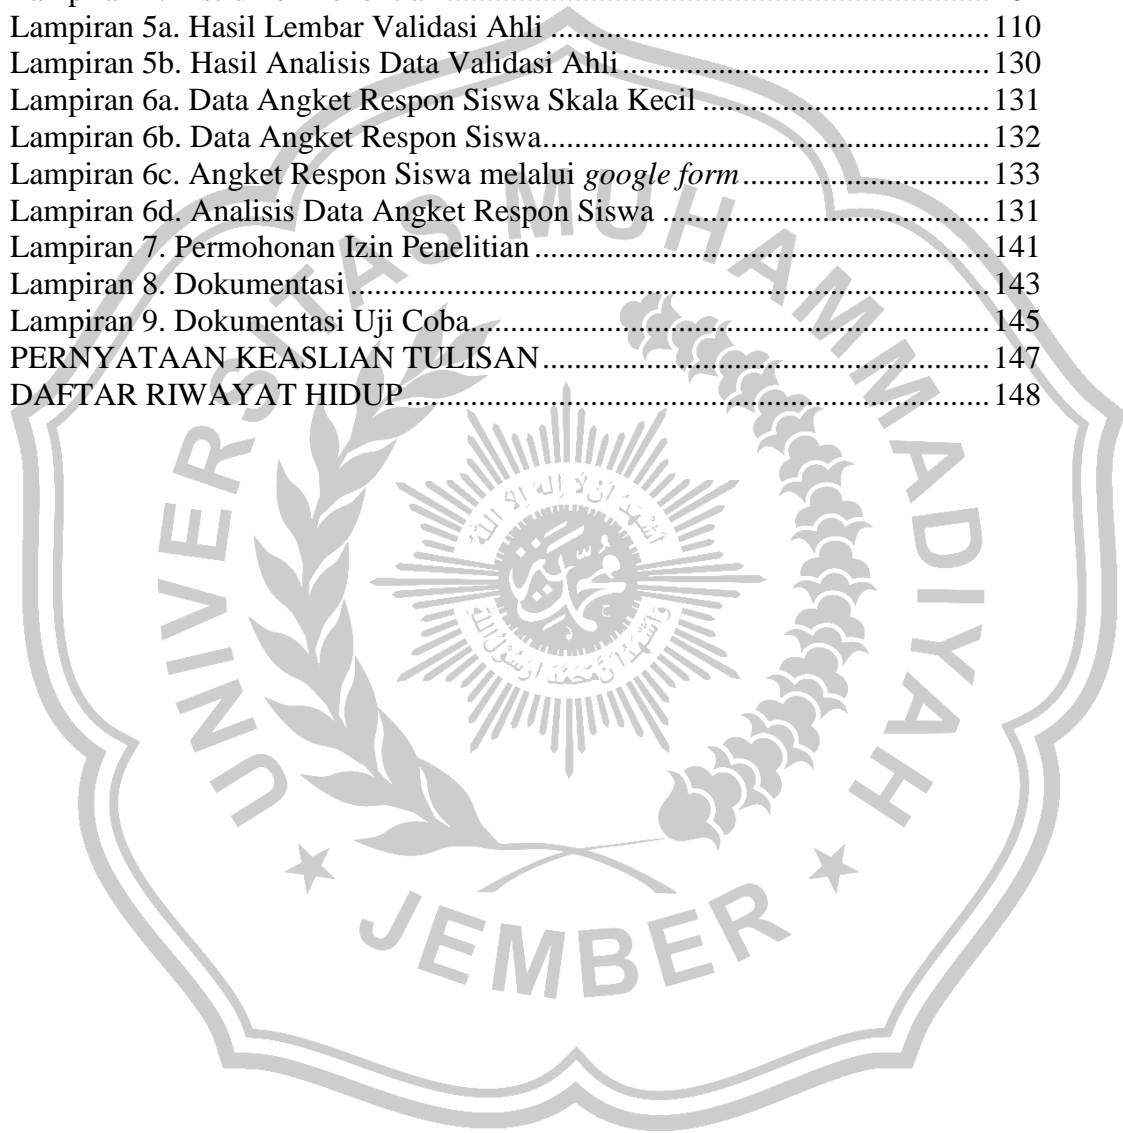 Lampiran 5a. Hasil Lembar Validasi Ahli ........................................................ 110
Lampiran 5b. Hasil Analisis Data Validasi Ahli ............................................... 130
Lampiran 6a. Data Angket Respon Siswa Skala Kecil ..................................... 131
Lampiran 6b. Data Angket Respon Siswa......................................................... 132
Lampiran 6c. Angket Respon Siswa melalui google form................................ 133
Lampiran 6d. Analisis Data Angket Respon Siswa .......................................... 131
Lampiran 7. Permohonan Izin Penelitian .......................................................... 141
Lampiran 8. Dokumentasi .................................................................................. 143
Lampiran 9. Dokumentasi Uji Coba................................................................... 145
PERNYATAAN KEASLIAN TULISAN ......................................................... 147
DAFTAR RIWAYAT HIDUP .......................................................................... 148
UNIVERSITAS MUHAMMADIYAH
JEMBER